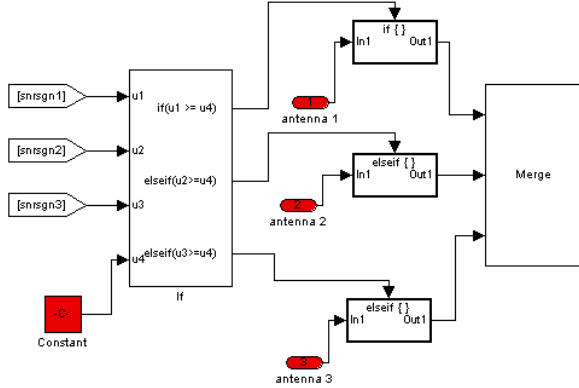 if { }
In1 Out1
1
antenna 1
[snrsgn1]
u1
if(u1 >= u4)
[snrsgn2]
u2
elseif { }
In1 Out1
Merge
elseif(u2>=u4)
[snrsgn3]
u3
2
antenna 2
elseif(u3>=u4)
u4
If
-C-
Constant
elseif { }
In1 Out1
3
antenna 3